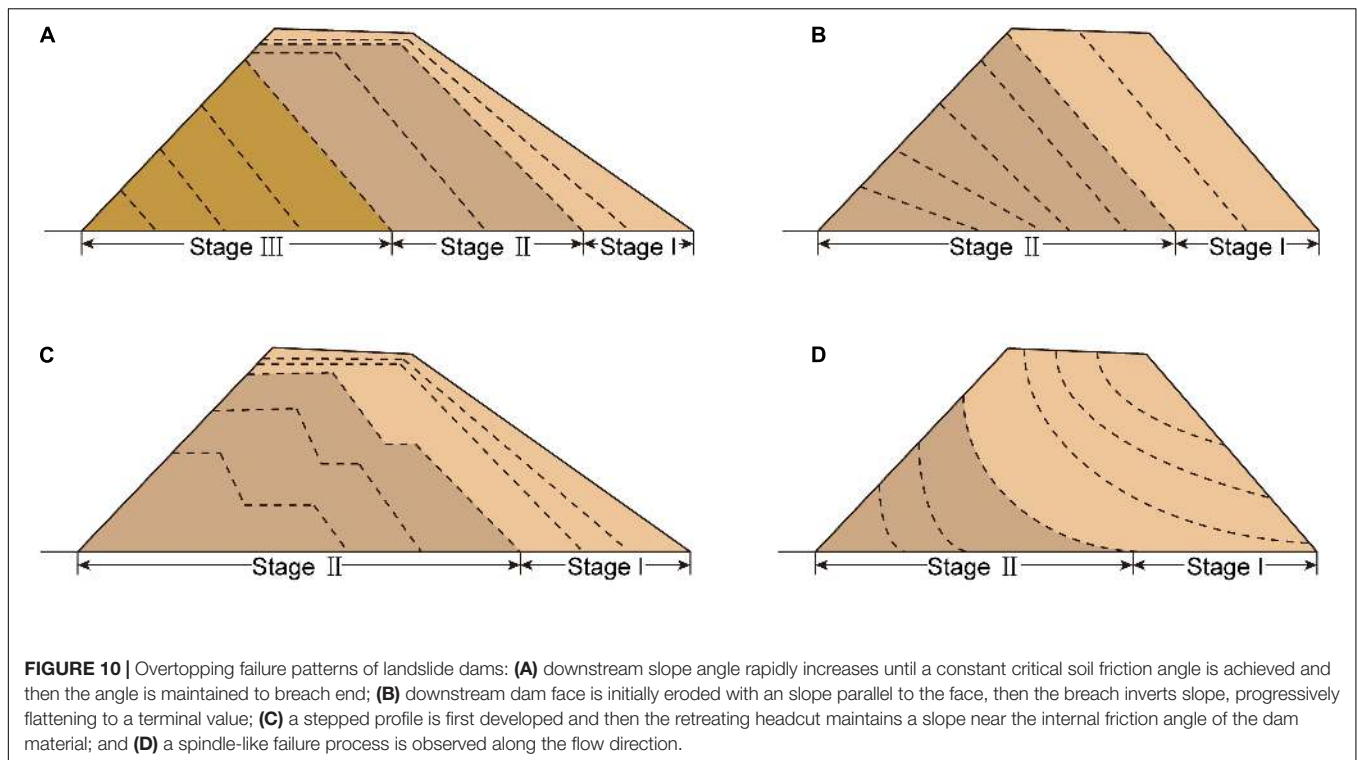 A
B
Stage III
Stage II
Stage I
Stage II
Stage I
C
D
Stage II
Stage I
Stage II
Stage I
FIGURE 10 | Overtopping failure patterns of landslide dams: (A) downstream slope angle rapidly increases until a constant critical soil friction angle is achieved and
then the angle is maintained to breach end; (B) downstream dam face is initially eroded with an slope parallel to the face, then the breach inverts slope, progressively
flattening to a terminal value; (C) a stepped profile is first developed and then the retreating headcut maintains a slope near the internal friction angle of the dam
material; and (D) a spindle-like failure process is observed along the flow direction.